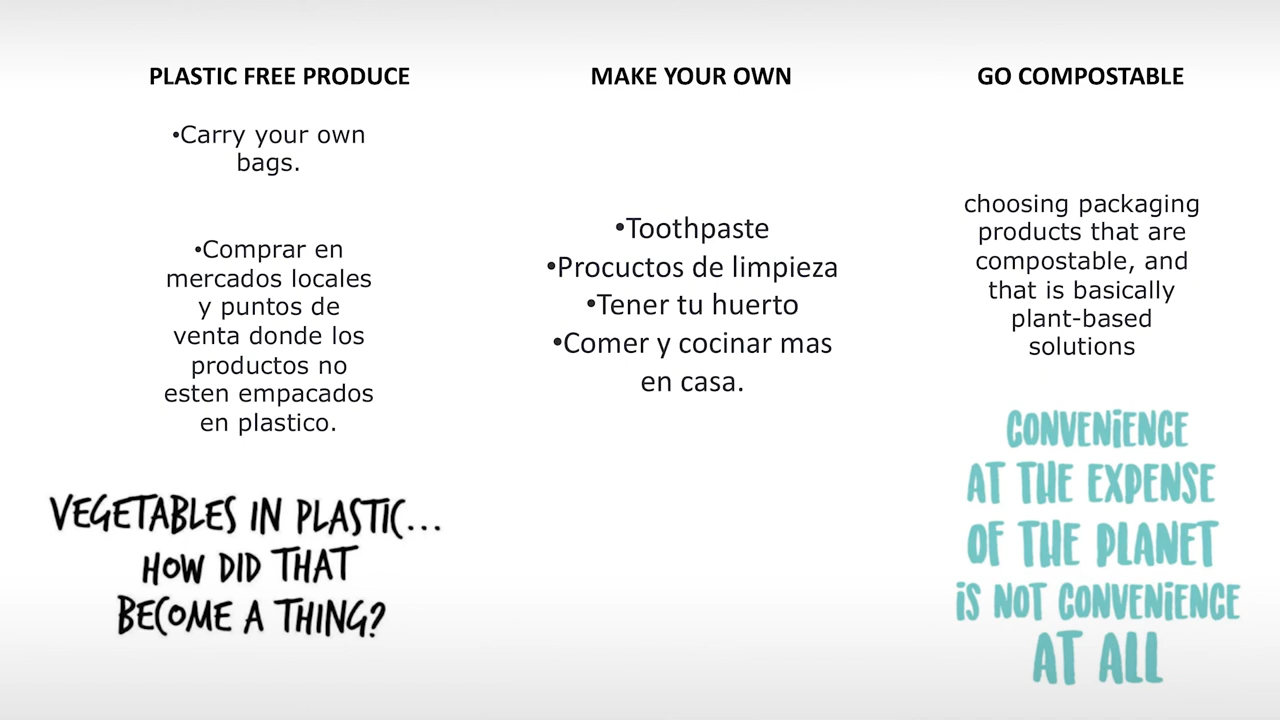 PLASTIC FREE PRODUCE
•Carry your own
bags.
•Comprar en
mercados locales
y puntos de
venta donde los
productos no
esten empacados
en plastico.
VEGETABLES IN PLASTIC...
HOW DID THAT
BECOME A THING?
MAKE YOUR OWN
•Toothpaste
•Procuctos de limpieza
•Tener tu huerto
•Comer y cocinar mas
en casa.
GO COMPOSTABLE
choosing packaging
products that are
compostable, and
that is basically
plant-based
solutions
CONVENiENCE
AT THE EXPENSE
OF THE PLANET
iS NOT CONVENiENCE
AT ALL